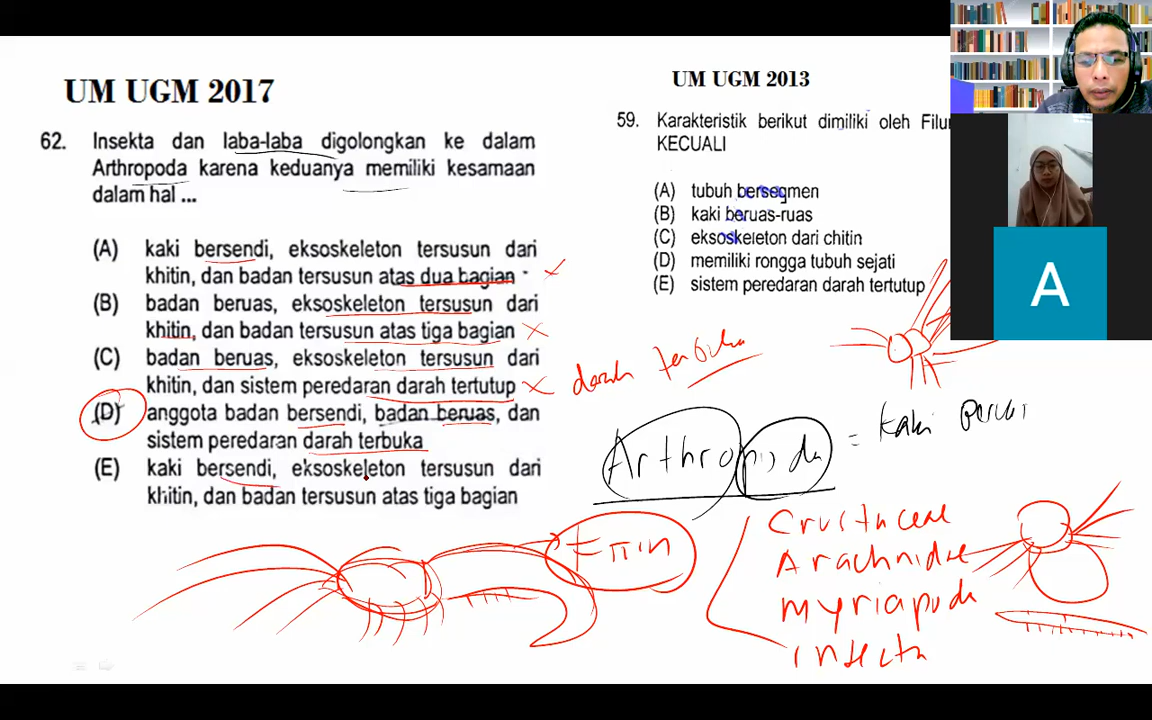 UM UGM 2017
62. Insekta dan laba-laba digolongkan ke dalam
Arthropoda karena keduanya memiliki kesamaan
dalam hal ...
(A) kaki bersendi, eksoskeleton tersusun dari
khitin, dan badan tersusun atas dua bagian
(B) badan beruas, eksoskeleton tersusun dari
khitin, dan badan tersusun atas tiga bagian
(C) badan beruas, eksoskeleton tersusun dari
khitin, dan sistem peredaran darah tertutup
(D) anggota badan bersendi, badan beruas, dan
sistem peredaran darah terbuka
(E) kaki bersendi, eksoskeleton tersusun dari
khitin, dan badan tersusun atas tiga bagian
UM UGM 2013
59. Karakteristik berikut dimiliki oleh Filu
KECUALI
(A) tubuh bersegmen
(B) kaki beruas-ruas
(C) eksoskeleton dari chitin
(D) memiliki rongga tubuh sejati
(E) sistem peredaran darah tertutup
A
darah terbuka
Arthropoda = kaki
Crustaceae
Arachnidae
Myriapoda
insecta